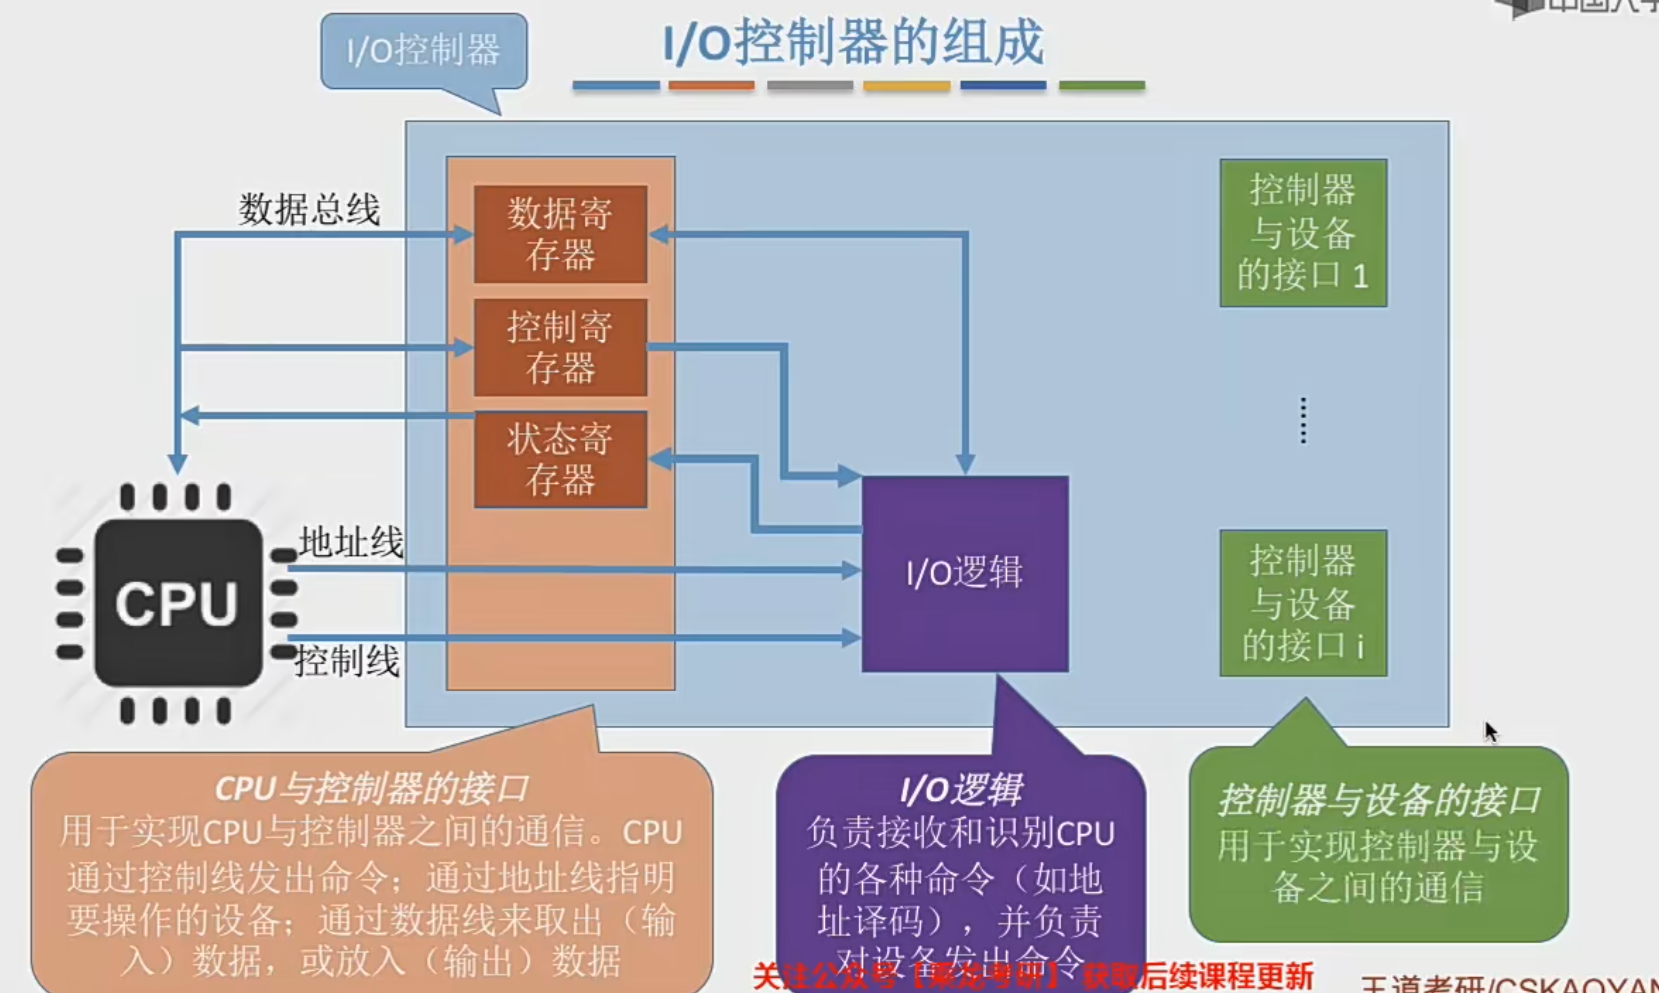 I/O控制器
I/O控制器的组成
数据总线
数据寄
存器
控制寄
存器
状态寄
存器
控制器
与设备
的接口 1
CPU
地址线
控制线
I/O逻辑
控制器
与设备
的接口 i
CPU与控制器的接口
用于实现CPU与控制器之间的通信。CPU
通过控制线发出命令；通过地址线指明
要操作的设备；通过数据线来取出（输
入）数据，或放入（输出）数据
I/O逻辑
负责接收和识别CPU
的各种命令（如地
址译码），并负责
对设备发出命令
控制器与设备的接口
用于实现控制器与设
备之间的通信
关注公众号【乘龙考研】获取后续课程更新
王道考研/CSKAOYAN